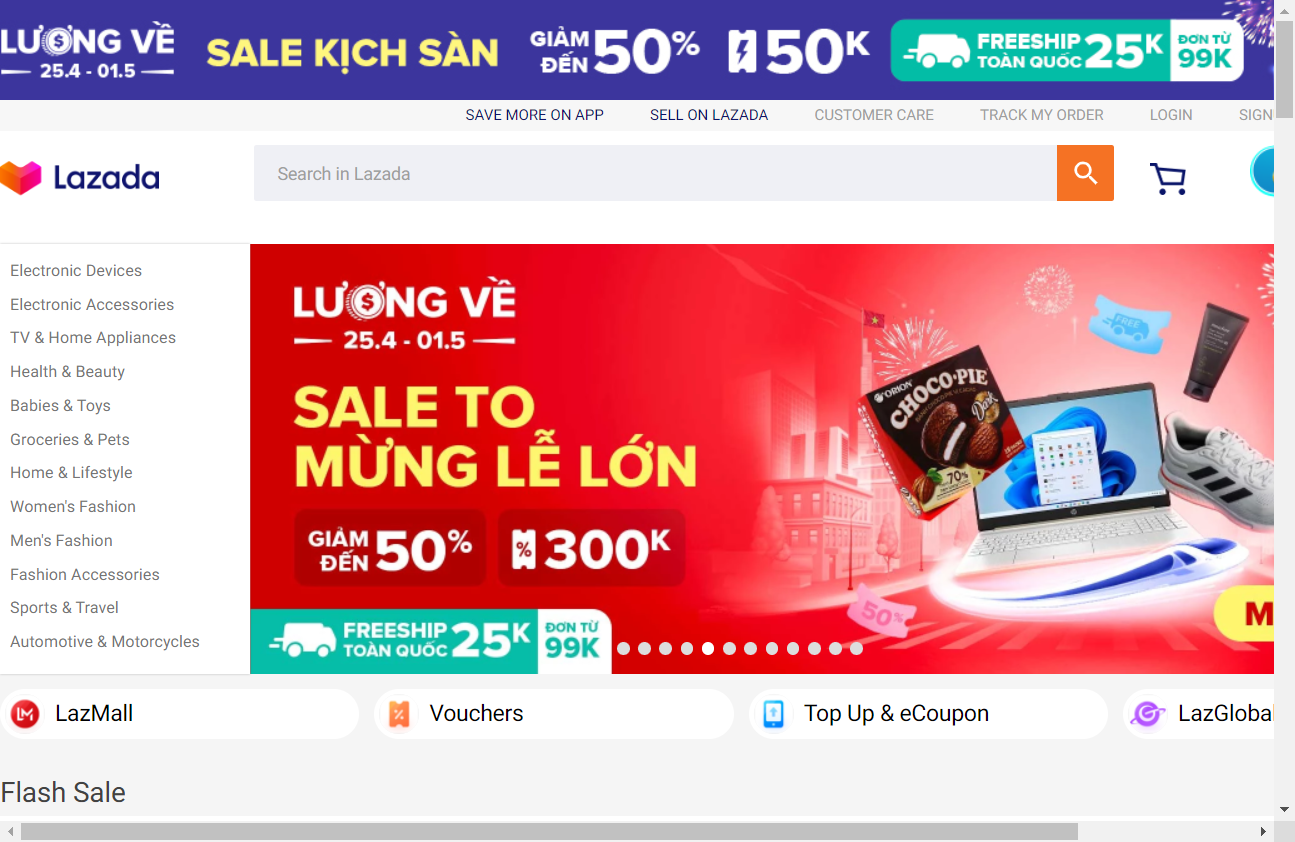 LƯƠNG VỀ
25.4 - 01.5
SALE KỊCH SÀN
GIẢM ĐẾN 50%
50K
FREESHIP TOÀN QUỐC 25K
ĐƠN TỪ 99K
SAVE MORE ON APP
SELL ON LAZADA
CUSTOMER CARE
TRACK MY ORDER
LOGIN
SIGN
Lazada
Search in Lazada
Electronic Devices
Electronic Accessories
TV & Home Appliances
Health & Beauty
Babies & Toys
Groceries & Pets
Home & Lifestyle
Women's Fashion
Men's Fashion
Fashion Accessories
Sports & Travel
Automotive & Motorcycles
LƯƠNG VỀ
25.4 - 01.5
SALE TO
MỪNG LỄ LỚN
GIẢM ĐẾN 50%
% 300K
FREESHIP TOÀN QUỐC 25K
ĐƠN TỪ 99K
FREE
ORION
CHOCO·PIE
Dark
70%
50%
M
LazMall
Vouchers
Top Up & eCoupon
LazGlobal
Flash Sale